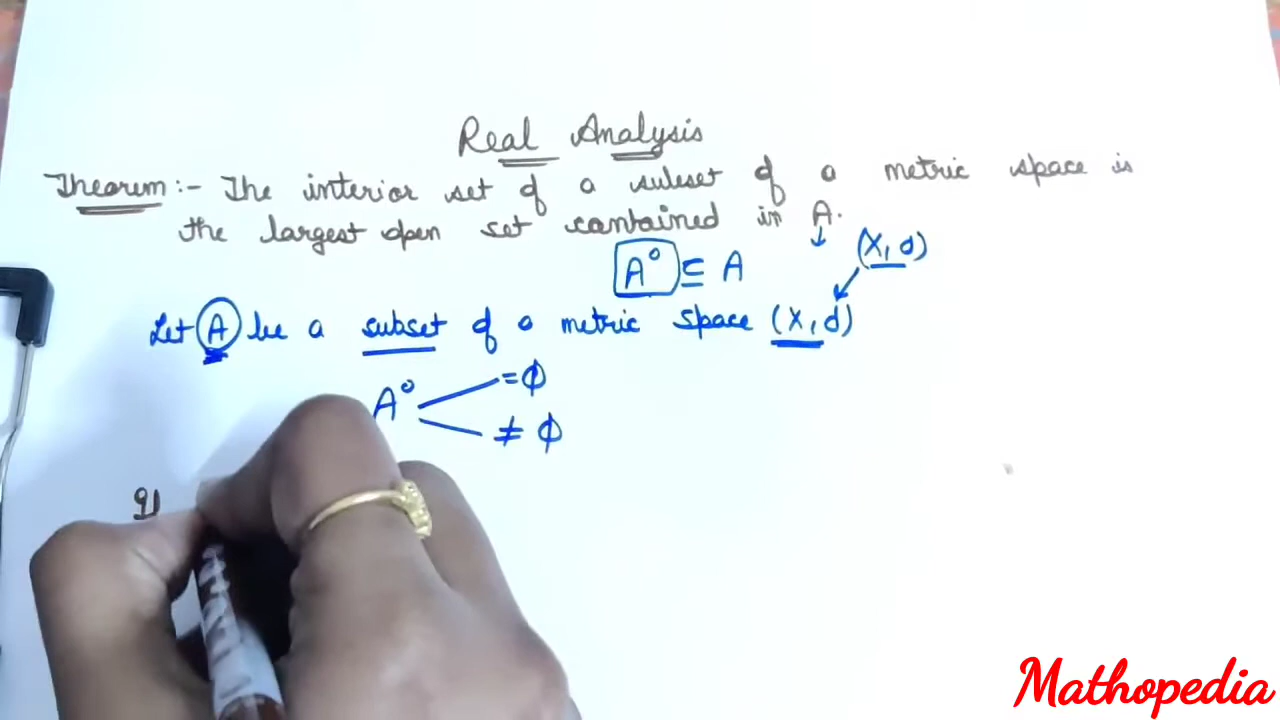 Real Analysis
Theorem:- The interior set of a subset of a metric space is
the largest open set contained in A.
(X, d)
A° ⊆ A
Let A be a subset of a metric space (X, d)
A° = ϕ
≠ ϕ
Mathopedia